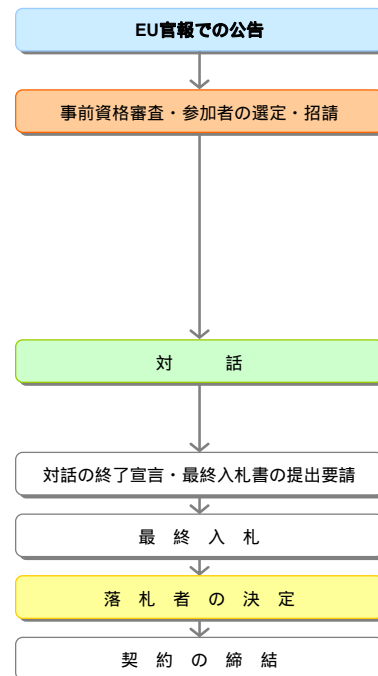 EU官報での公告
事前資格審査・参加者の選定・招請
対　　　話
対話の終了宣言・最終入札書の提出要請
最　終　入　札
落　札　者　の　決　定
契　約　の　締　結